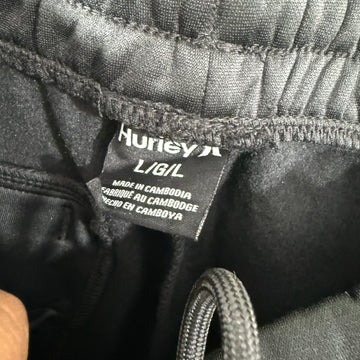 Hurley
L/G/L
MADE IN CAMBODIA
FABRIQUÉ AU CAMBODGE
HECHO EN CAMBOYA